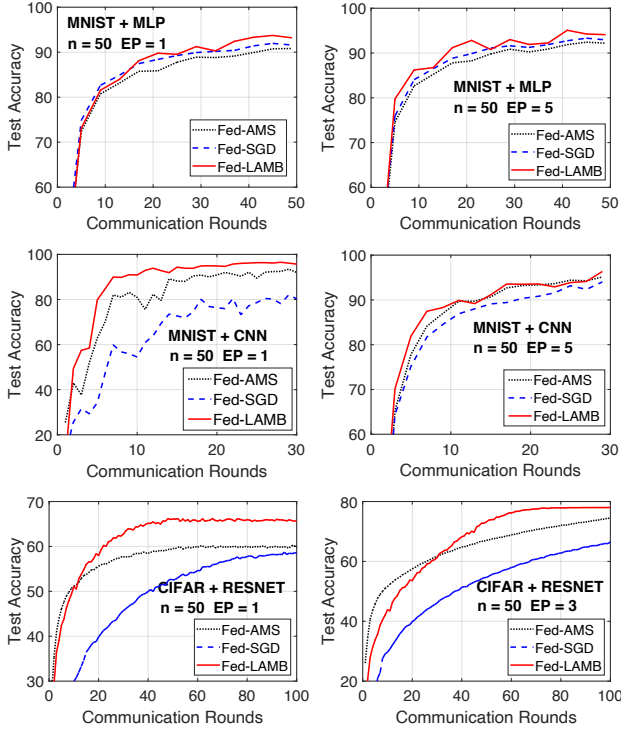 100
90
80
70
60
0
10
20
30
40
50
Test Accuracy
Communication Rounds
MNIST + MLP
n = 50 EP = 1
Fed-AMS
Fed-SGD
Fed-LAMB
100
90
80
70
60
0
10
20
30
40
50
Test Accuracy
Communication Rounds
MNIST + MLP
n = 50 EP = 5
Fed-AMS
Fed-SGD
Fed-LAMB
100
80
60
40
20
0
10
20
30
Test Accuracy
Communication Rounds
MNIST + CNN
n = 50 EP = 1
Fed-AMS
Fed-SGD
Fed-LAMB
100
90
80
70
60
0
10
20
30
Test Accuracy
Communication Rounds
MNIST + CNN
n = 50 EP = 5
Fed-AMS
Fed-SGD
Fed-LAMB
70
60
50
40
30
0
20
40
60
80
100
Test Accuracy
Communication Rounds
CIFAR + RESNET
n = 50 EP = 1
Fed-AMS
Fed-SGD
Fed-LAMB
80
60
40
20
0
20
40
60
80
100
Test Accuracy
Communication Rounds
CIFAR + RESNET
n = 50 EP = 3
Fed-AMS
Fed-SGD
Fed-LAMB